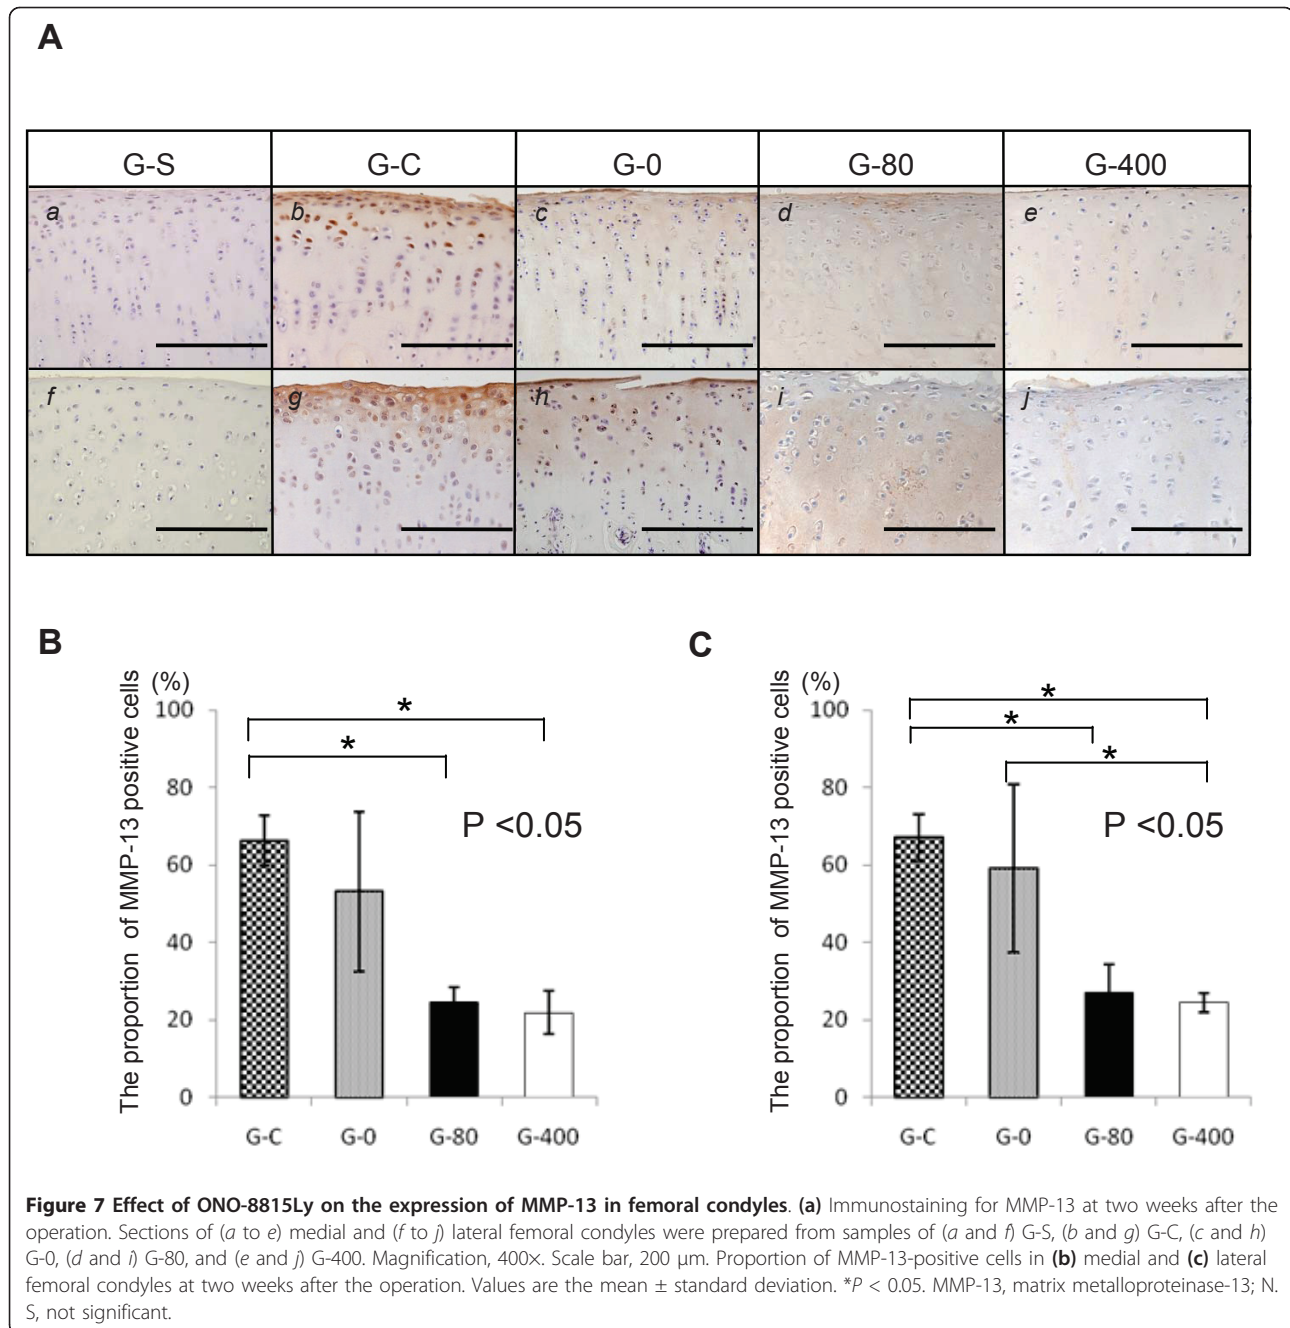 A
G-S G-C G-0 G-80 G-400
a b c d e
f g h i j
B
The proportion of MMP-13 positive cells
(%)
100
80
60
40
20
0
*
*
P <0.05
G-C G-0 G-80 G-400
C
The proportion of MMP-13 positive cells
(%)
100
80
60
40
20
0
*
*
*
P <0.05
G-C G-0 G-80 G-400
Figure 7 Effect of ONO-8815Ly on the expression of MMP-13 in femoral condyles. (a) Immunostaining for MMP-13 at two weeks after the
operation. Sections of (a to e) medial and (f to j) lateral femoral condyles were prepared from samples of (a and f) G-S, (b and g) G-C, (c and h)
G-0, (d and i) G-80, and (e and j) G-400. Magnification, 400×. Scale bar, 200 μm. Proportion of MMP-13-positive cells in (b) medial and (c) lateral
femoral condyles at two weeks after the operation. Values are the mean ± standard deviation. *P < 0.05. MMP-13, matrix metalloproteinase-13; N.
S, not significant.